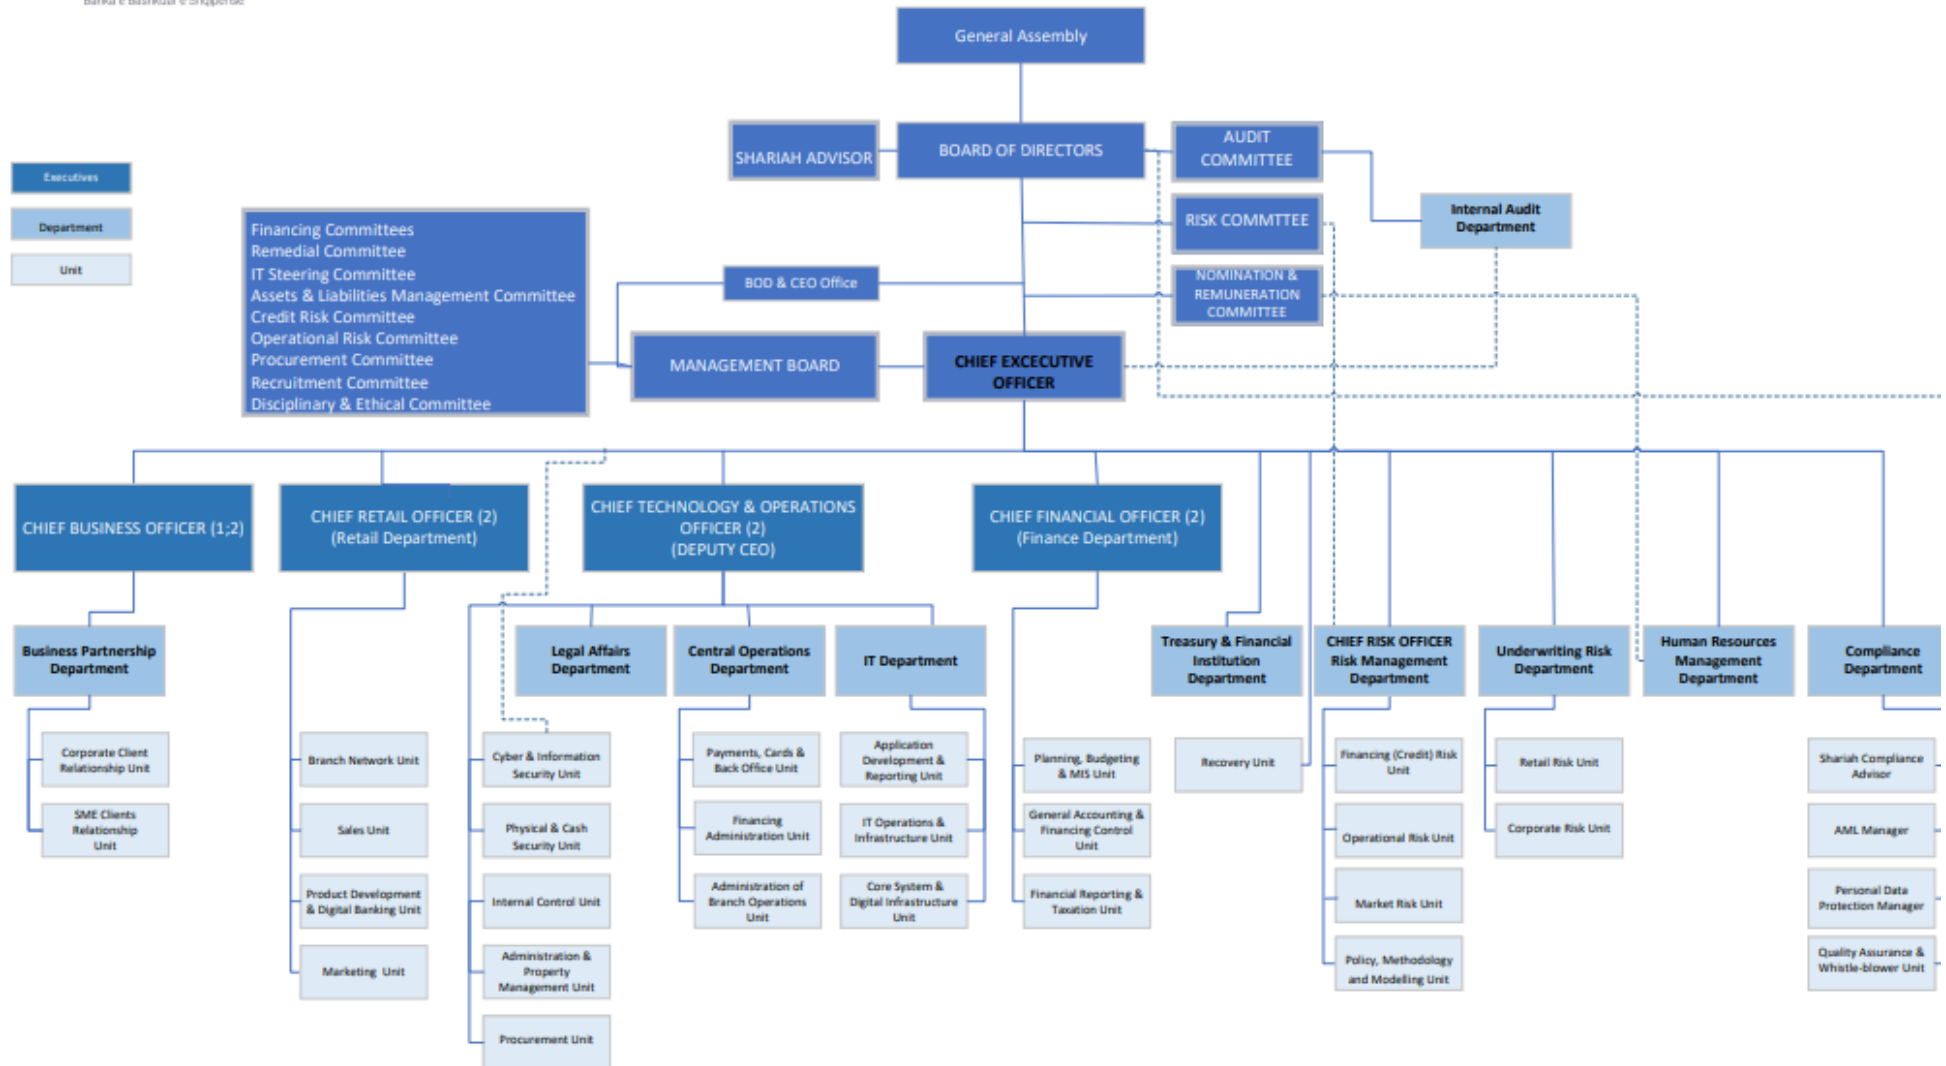 Banka e Bashkuar e Shqipërisë
General Assembly
SHARIAH ADVISOR
BOARD OF DIRECTORS
AUDIT
COMMITTEE
Executives
Department
Unit
RISK COMMTTEE
Internal Audit
Department
Financing Committees
Remedial Committee
IT Steering Committee
Assets & Liabilities Management Committee
Credit Risk Committee
Operational Risk Committee
Procurement Committee
Recruitment Committee
Disciplinary & Ethical Committee
BOD & CEO Office
NOMINATION &
REMUNERATION
COMMITTEE
MANAGEMENT BOARD
CHIEF EXCECUTIVE
OFFICER
CHIEF BUSINESS OFFICER (1;2)
CHIEF RETAIL OFFICER (2)
(Retail Department)
CHIEF TECHNOLOGY & OPERATIONS
OFFICER (2)
(DEPUTY CEO)
CHIEF FINANCIAL OFFICER (2)
(Finance Department)
Business Partnership
Department
Legal Affairs
Department
Central Operations
Department
IT Department
Treasury & Financial
Institution
Department
CHIEF RISK OFFICER
Risk Management
Department
Underwriting Risk
Department
Human Resources
Management
Department
Compliance
Department
Corporate Client
Relationship Unit
SME Clients
Relationship
Unit
Branch Network Unit
Sales Unit
Product Development
& Digital Banking Unit
Marketing Unit
Cyber & Information
Security Unit
Physical & Cash
Security Unit
Internal Control Unit
Administration &
Property
Management Unit
Procurement Unit
Payments, Cards &
Back Office Unit
Financing
Administration Unit
Administration of
Branch Operations
Unit
Application
Development &
Reporting Unit
IT Operations &
Infrastructure Unit
Core System &
Digital Infrastructure
Unit
Planning, Budgeting
& MIS Unit
General Accounting &
Financing Control
Unit
Financial Reporting &
Taxation Unit
Recovery Unit
Financing (Credit) Risk
Unit
Operational Risk Unit
Market Risk Unit
Policy, Methodology
and Modelling Unit
Retail Risk Unit
Corporate Risk Unit
Shariah Compliance
Advisor
AML Manager
Personal Data
Protection Manager
Quality Assurance &
Whistle-blower Unit